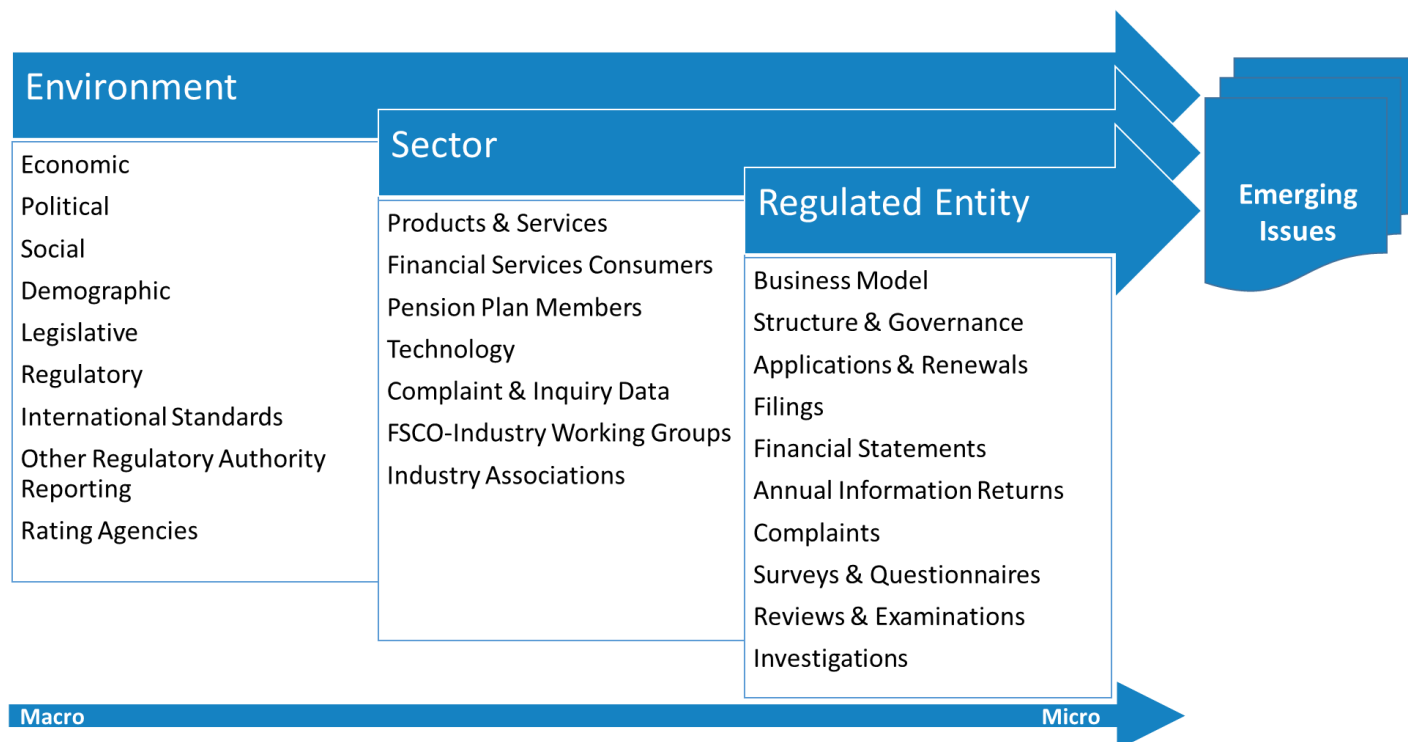 Environment
Economic
Political
Social
Demographic
Legislative
Regulatory
International Standards
Other Regulatory Authority
Reporting
Rating Agencies
Sector
Products & Services
Financial Services Consumers
Pension Plan Members
Technology
Complaint & Inquiry Data
FSCO-Industry Working Groups
Industry Associations
Regulated Entity
Business Model
Structure & Governance
Applications & Renewals
Filings
Financial Statements
Annual Information Returns
Complaints
Surveys & Questionnaires
Reviews & Examinations
Investigations
Emerging
Issues
Macro
Micro